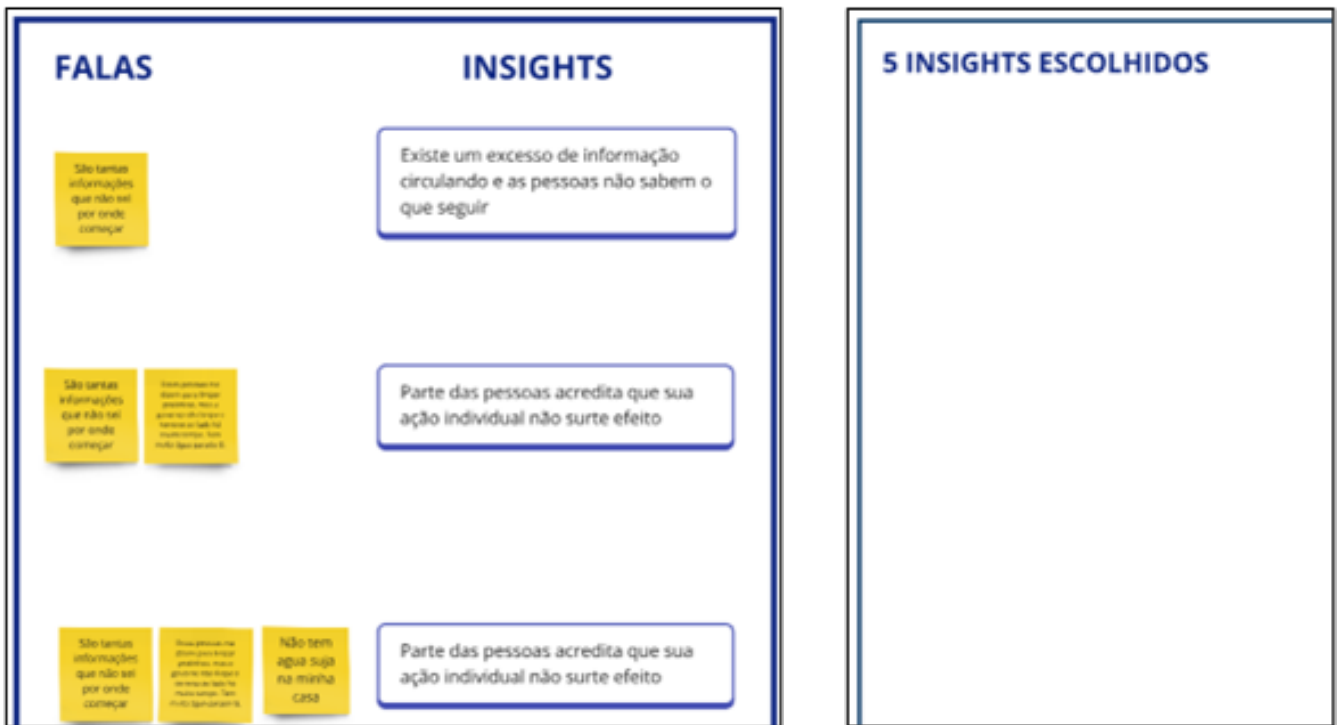 FALAS
INSIGHTS
São tantas
informações
que não sei
por onde
começar
Existe um excesso de informação
circulando e as pessoas não sabem o
que seguir
São tantas
informações
que não sei
por onde
começar
Parte das pessoas acredita que sua
ação individual não surte efeito
São tantas
informações
que não sei
por onde
começar
Não tem
agua suja
na minha
casa
Parte das pessoas acredita que sua
ação individual não surte efeito
5 INSIGHTS ESCOLHIDOS